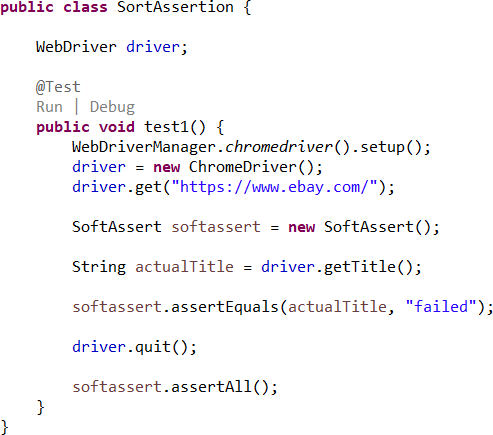 public class SortAssertion {
WebDriver driver;
@Test
Run | Debug
public void test1() {
WebDriverManager.chromedriver().setup();
driver = new ChromeDriver();
driver.get("https://www.ebay.com/");
SoftAssert softassert = new SoftAssert();
String actualTitle = driver.getTitle();
softassert.assertEquals(actualTitle, "failed");
driver.quit();
softassert.assertAll();
}
}